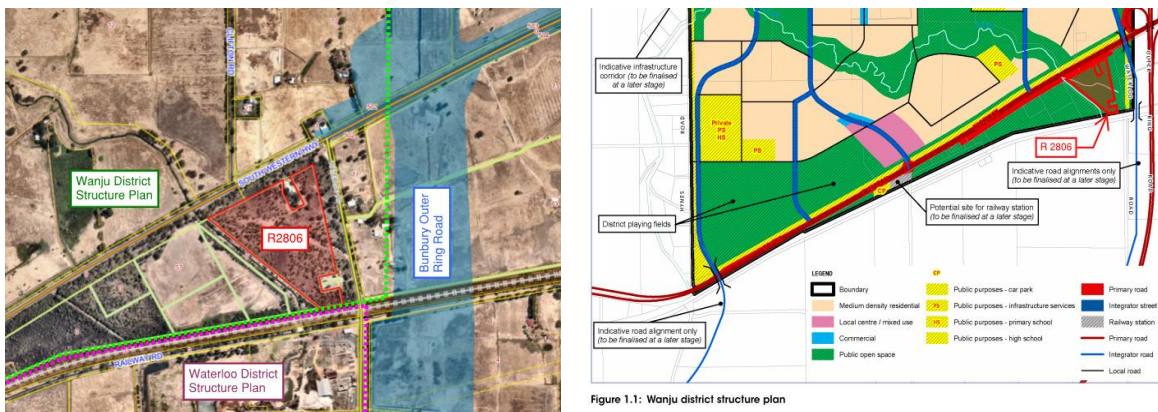 CLIFTON RD
SOUTH WESTERN HWY
Wanju District
Structure Plan
R2806
Bunbury Outer
Ring Road
RAILWAY RD
Waterloo District
Structure Plan
Indicative infrastructure
corridor (to be finalised
at a later stage)
PS
Private
PS
HS
PS
ROAD
HYNES
R 2806
ROAD
ROAD
Indicative road alignments only
(to be finalised at a later stage)
District playing fields
CP
Potential site for railway station
(to be finalised at a later stage)
Indicative road alignment only
(to be finalised at a later stage)
LEGEND
Boundary
Medium density residential
Local centre / mixed use
Commercial
Public open space
CP
Public purposes - car park
PS
Public purposes - infrastructure services
HS
Public purposes - primary school
Public purposes - high school
Primary road
Integrator street
Railway station
Primary road
Integrator road
Local road
Figure 1.1: Wanju district structure plan